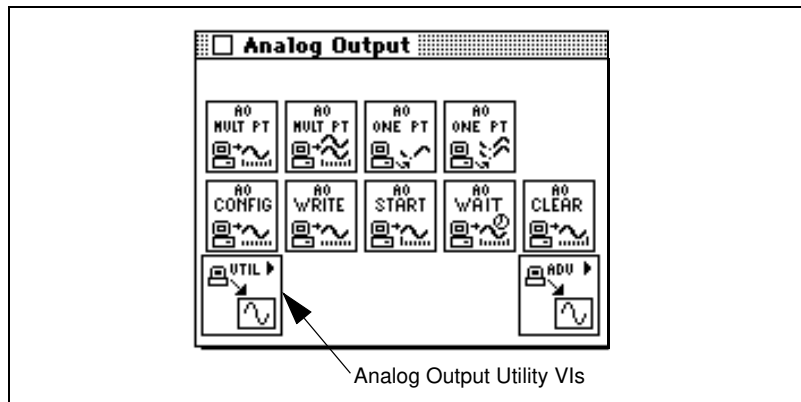 Analog Output
AO MULT PT
AO MULT PT
AO ONE PT
AO ONE PT
AO CONFIG
AO WRITE
AO START
AO WAIT
AO CLEAR
UTIL
ADV
Analog Output Utility VIs